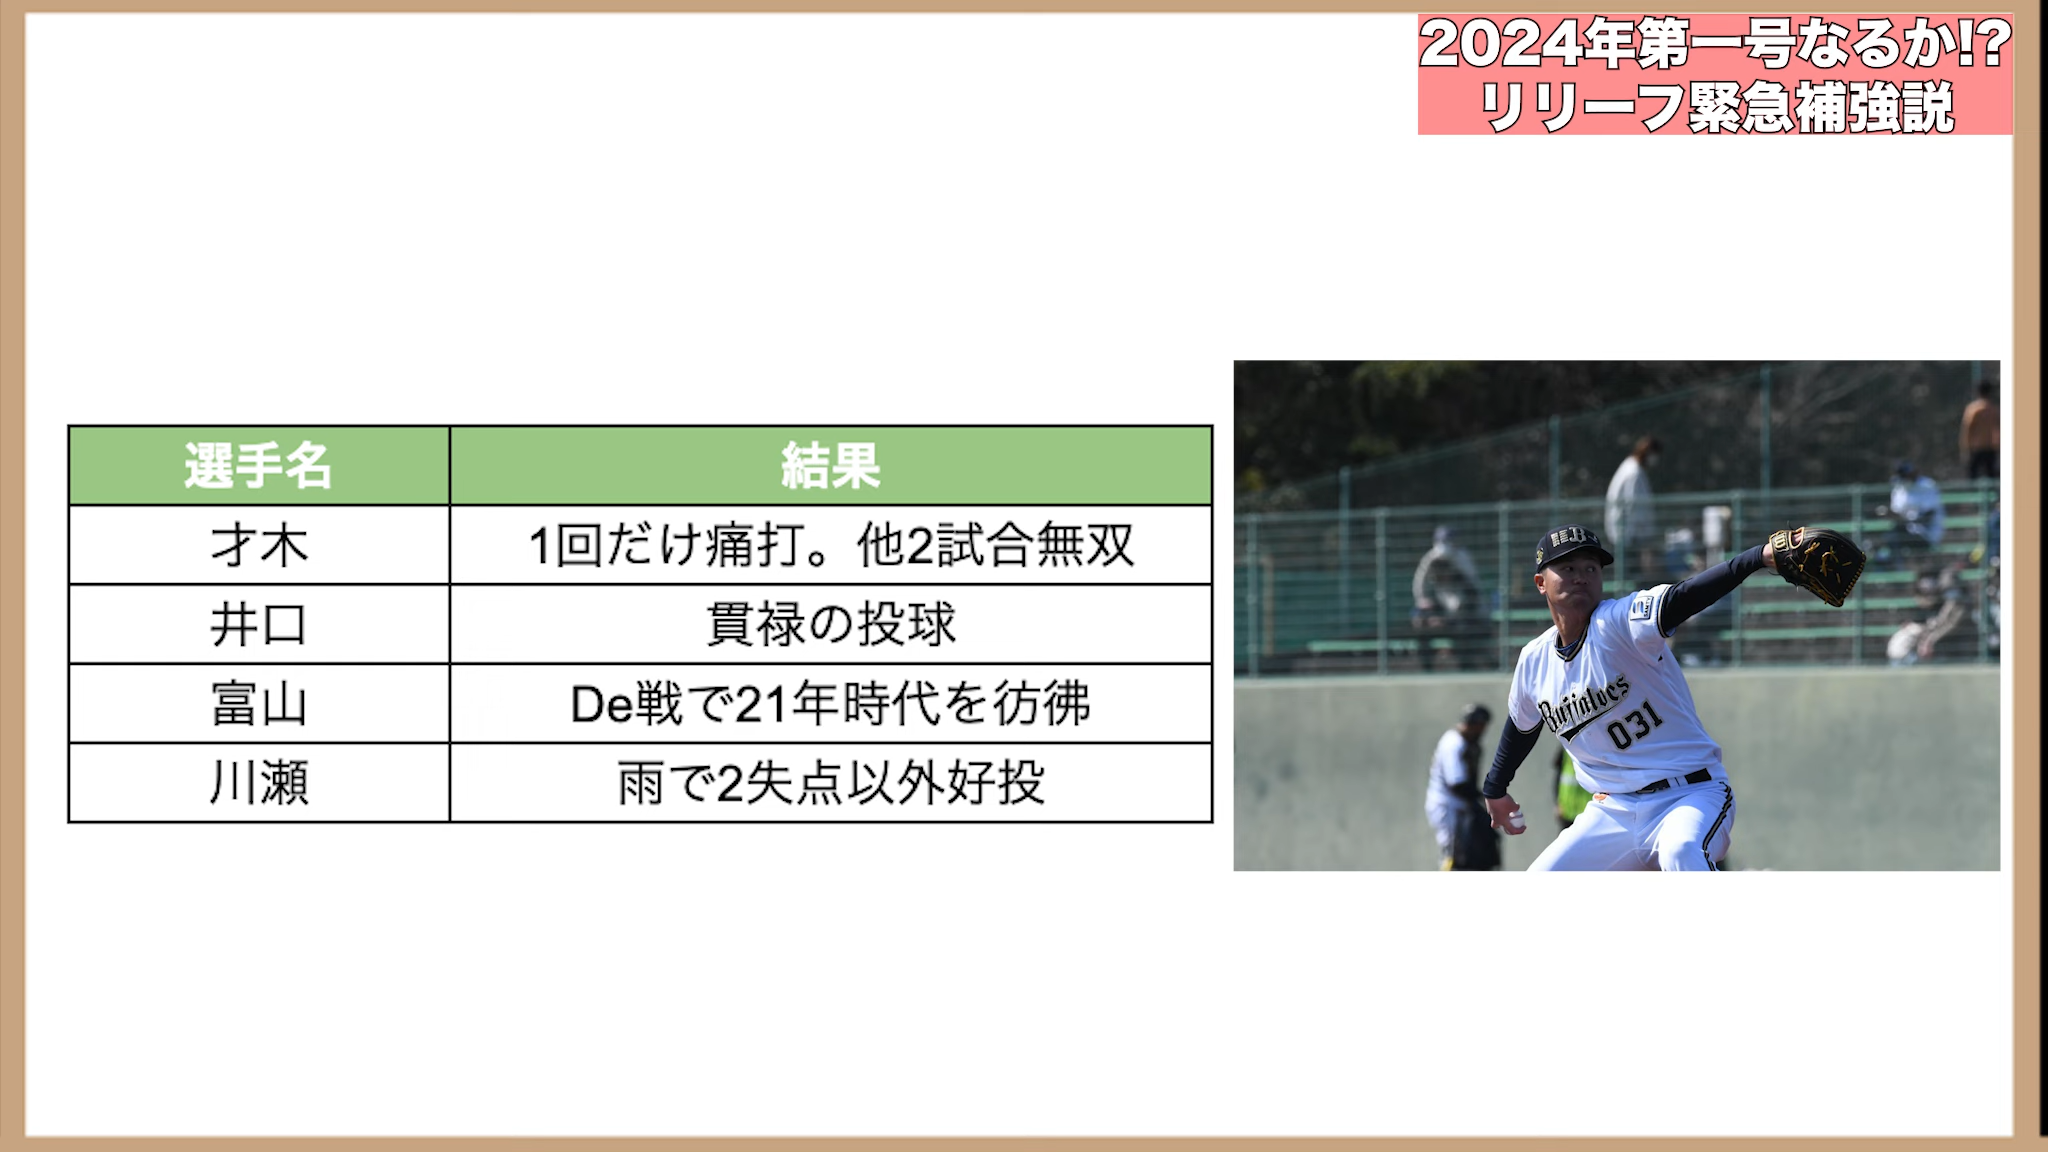 2024年第一号なるか!?
リリーフ緊急補強説
選手名 結果
才木 1回だけ痛打。他2試合無双
井口 貫禄の投球
富山 De戦で21年時代を彷彿
川瀬 雨で2失点以外好投
B
Buffaloes
031